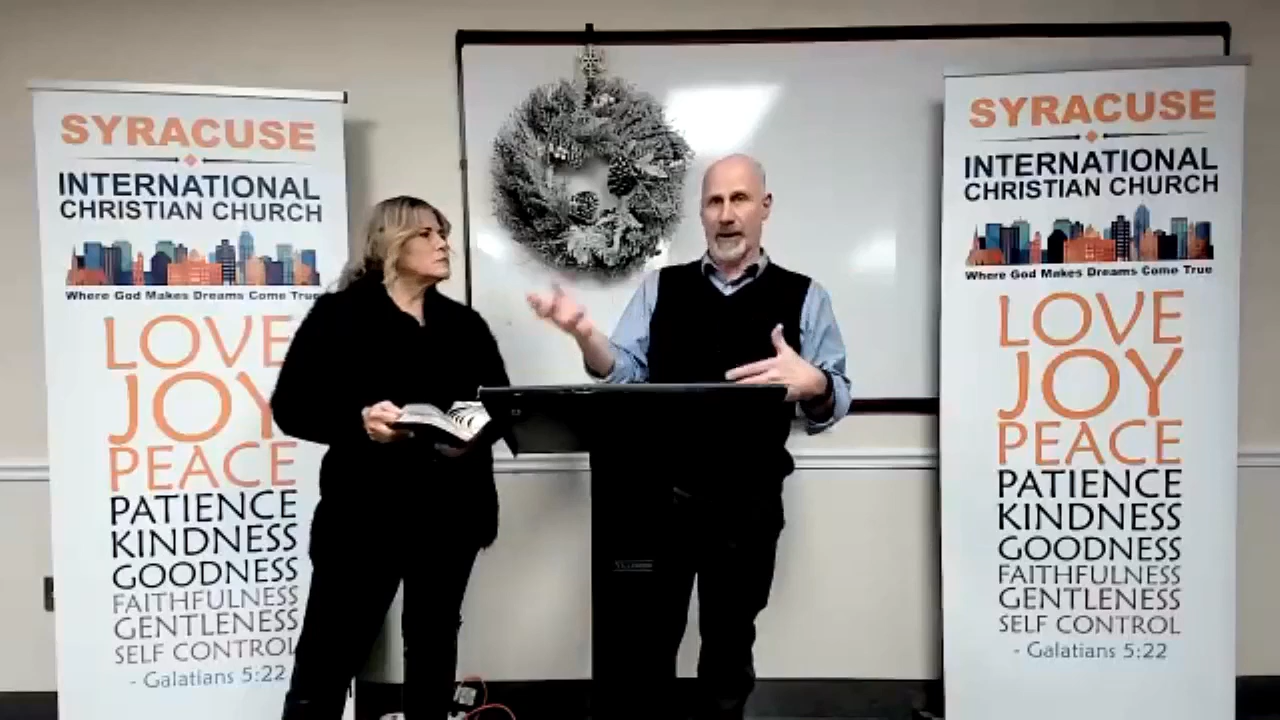 SYRACUSE
INTERNATIONAL
CHRISTIAN CHURCH
Where God Makes Dreams Come True
LOVE
JOY
PEACE
PATIENCE
KINDNESS
GOODNESS
FAITHFULNESS
GENTLENESS
SELF CONTROL
- Galatians 5:22
SYRACUSE
INTERNATIONAL
CHRISTIAN CHURCH
Where God Makes Dreams Come True
LOVE
JOY
PEACE
PATIENCE
KINDNESS
GOODNESS
FAITHFULNESS
GENTLENESS
SELF CONTROL
- Galatians 5:22